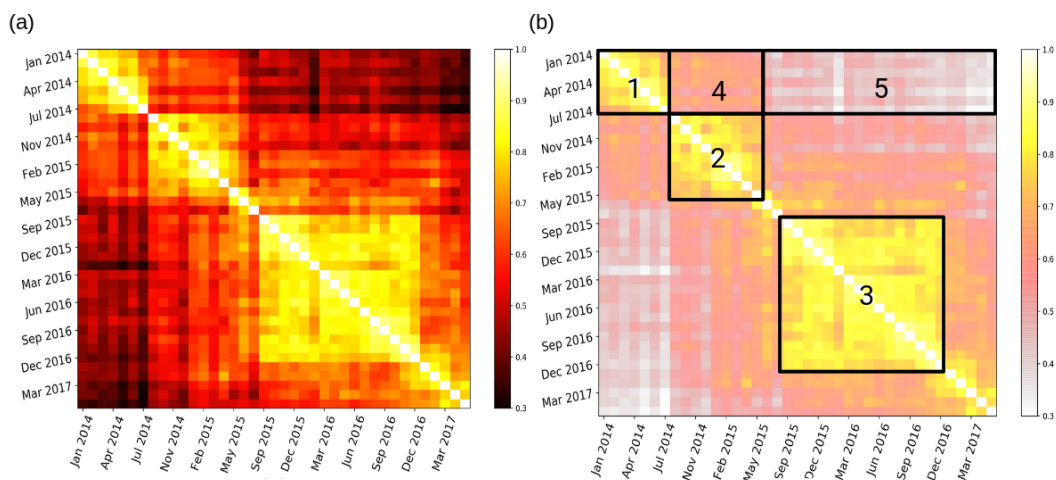 (a)
Jan 2014
Apr 2014
Jul 2014
Nov 2014
Feb 2015
May 2015
Sep 2015
Dec 2015
Mar 2016
Jun 2016
Sep 2016
Dec 2016
Mar 2017
Jan 2014
Apr 2014
Jul 2014
Nov 2014
Feb 2015
May 2015
Sep 2015
Dec 2015
Mar 2016
Jun 2016
Sep 2016
Dec 2016
Mar 2017
1.0
0.9
0.8
0.7
0.6
0.5
0.4
0.3
(b)
Jan 2014
Apr 2014
Jul 2014
Nov 2014
Feb 2015
May 2015
Sep 2015
Dec 2015
Mar 2016
Jun 2016
Sep 2016
Dec 2016
Mar 2017
1
4
5
2
3
Jan 2014
Apr 2014
Jul 2014
Nov 2014
Feb 2015
May 2015
Sep 2015
Dec 2015
Mar 2016
Jun 2016
Sep 2016
Dec 2016
Mar 2017
1.0
0.9
0.8
0.7
0.6
0.5
0.4
0.3